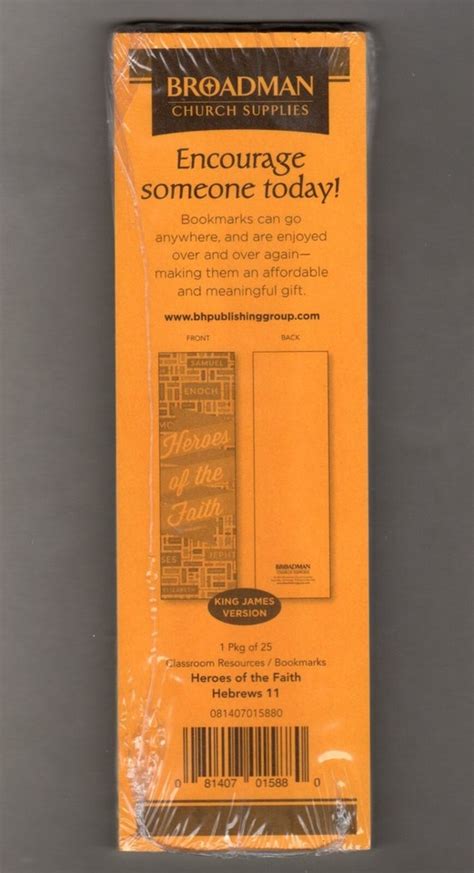 BROADMAN
CHURCH SUPPLIES
Encourage
someone today!
Bookmarks can go
anywhere, and are enjoyed
over and over again—
making them an affordable
and meaningful gift.
www.bhpublishinggroup.com
FRONT
BACK
SAMUEL
ENOCH
Heroes
of the
Faith
SES
JEPHT
ELIZABETH
BROADMAN
CHURCH SUPPLIES
KING JAMES
VERSION
1 Pkg of 25
Classroom Resources / Bookmarks
Heroes of the Faith
Hebrews 11
081407015880
0 81407 01588 0